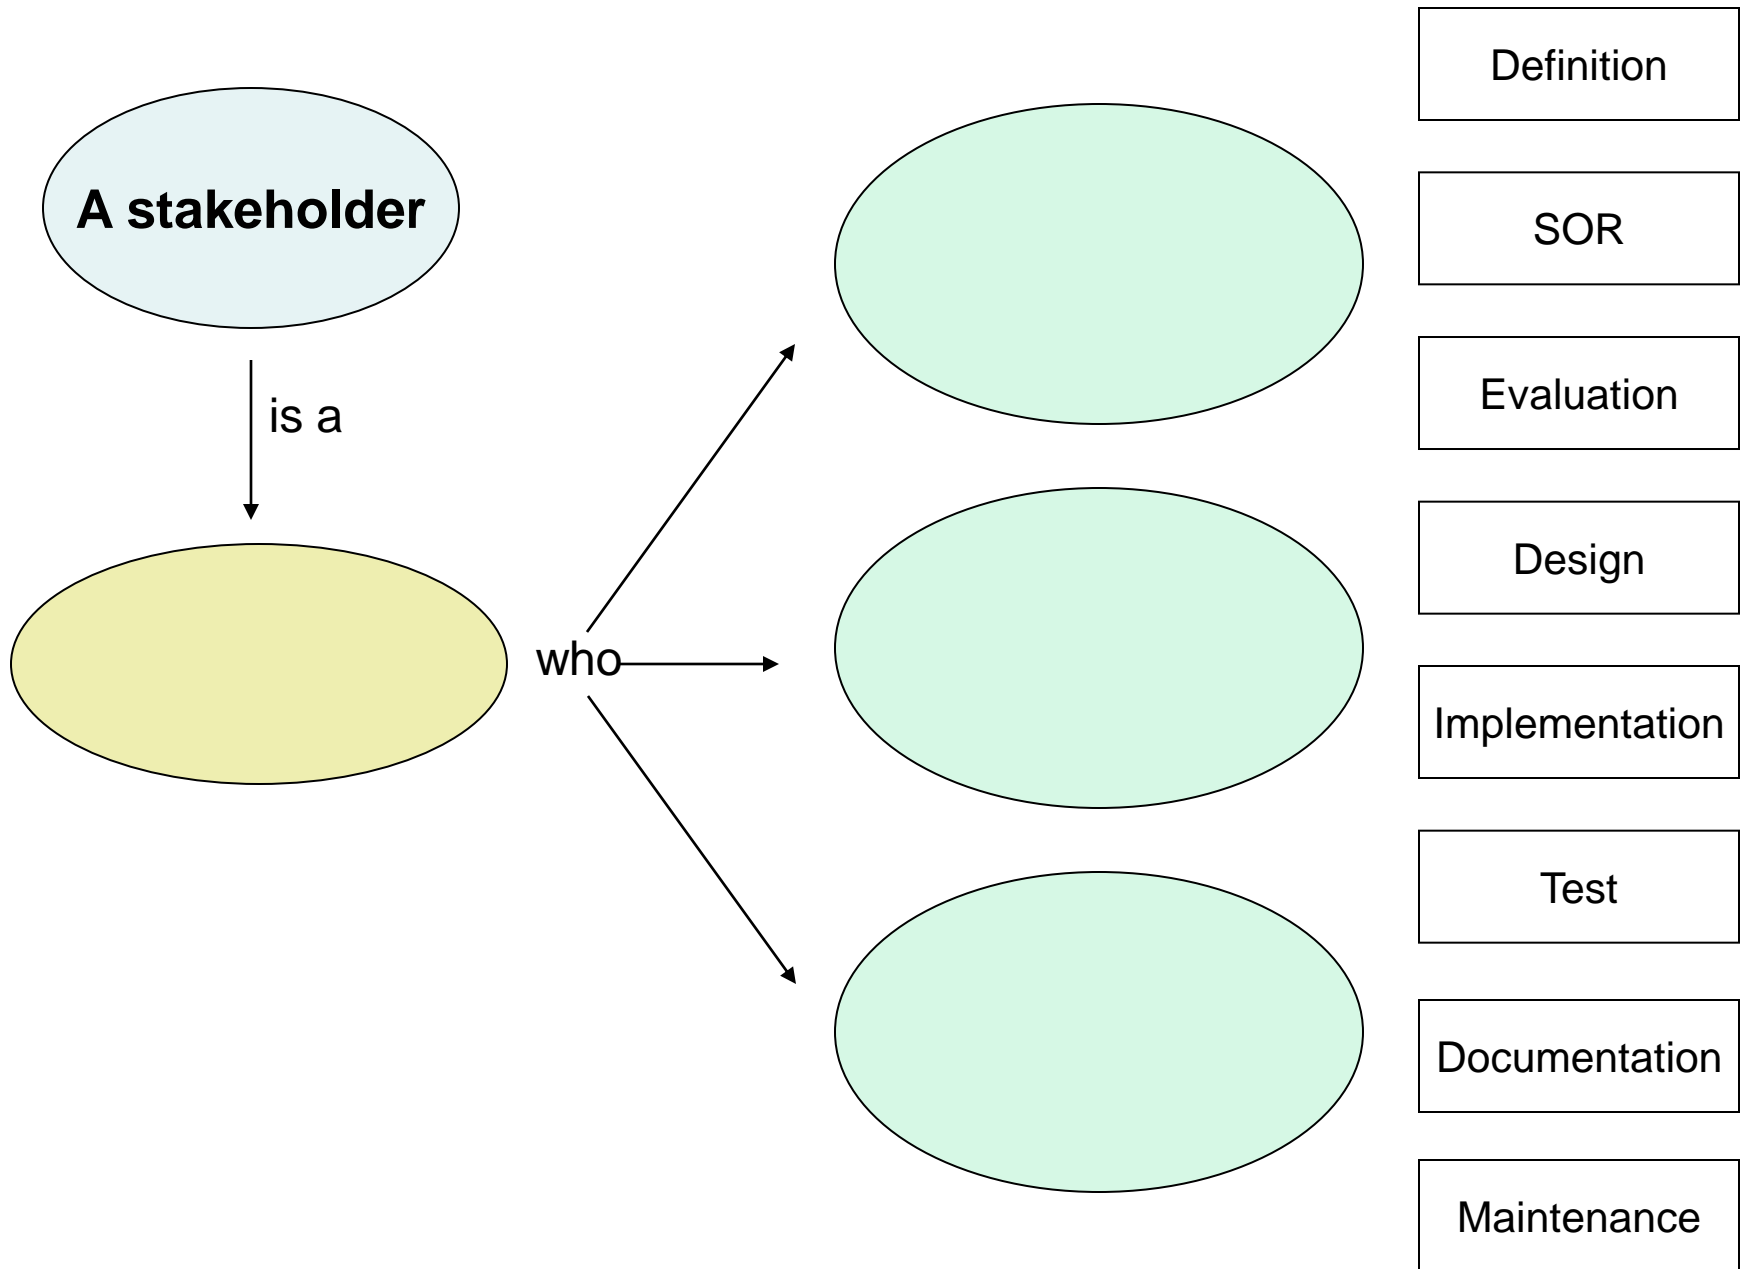 A stakeholder
is a
who
Definition
SOR
Evaluation
Design
Implementation
Test
Documentation
Maintenance